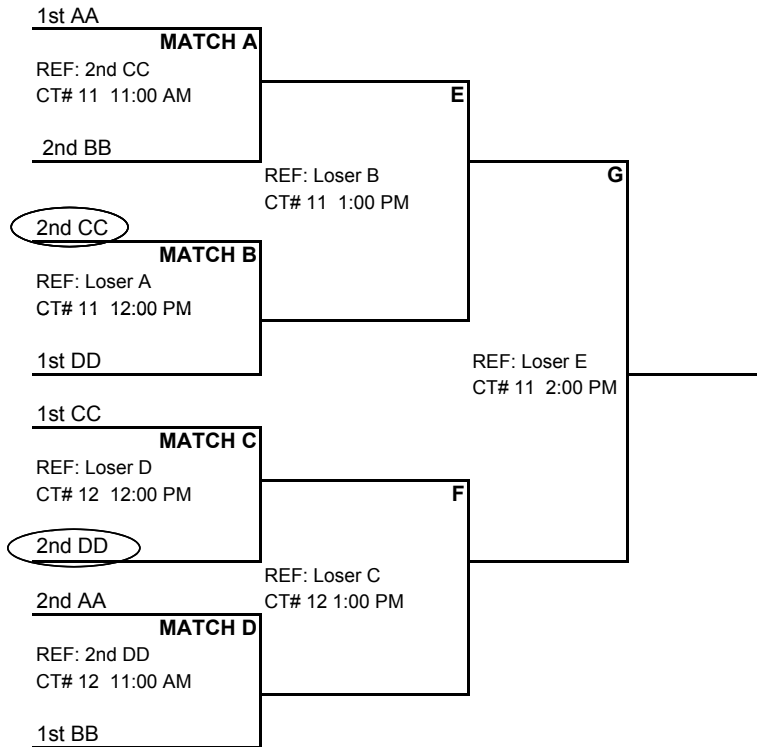 1st AA
MATCH A
REF: 2nd CC
CT# 11  11:00 AM
2nd BB
E
REF: Loser B
CT# 11  1:00 PM
2nd CC
MATCH B
REF: Loser A
CT# 11  12:00 PM
1st DD
G
REF: Loser E
CT# 11  2:00 PM
1st CC
MATCH C
REF: Loser D
CT# 12  12:00 PM
2nd DD
F
REF: Loser C
CT# 12 1:00 PM
2nd AA
MATCH D
REF: 2nd DD
CT# 12  11:00 AM
1st BB